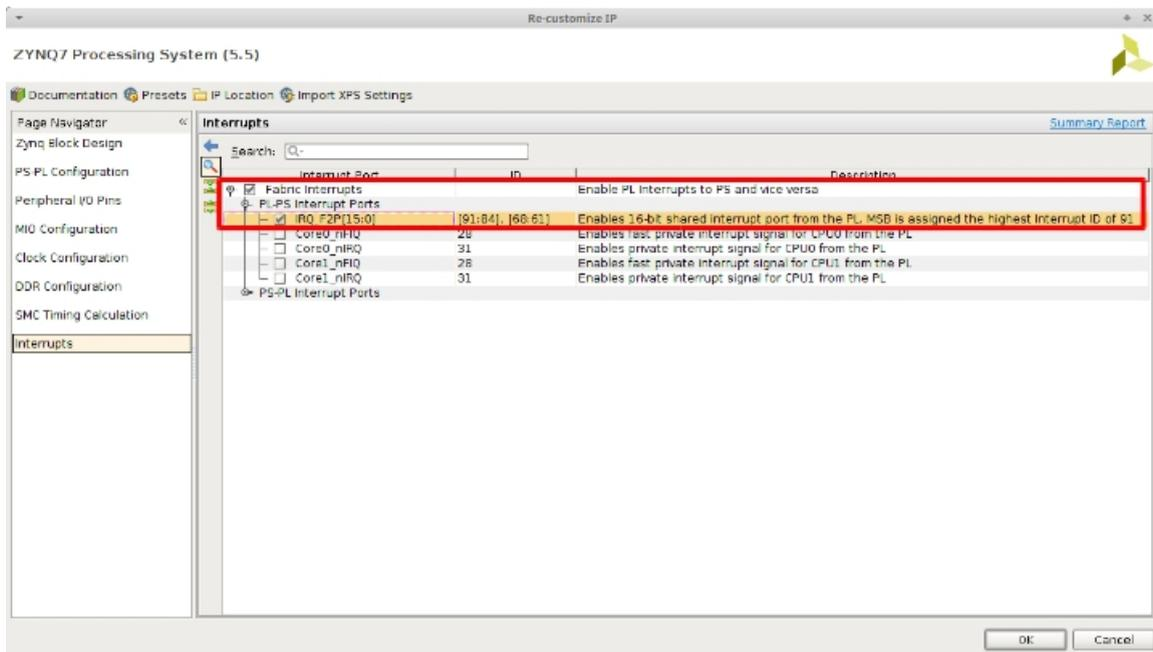 Re-customize IP
ZYNQ7 Processing System (5.5)
Documentation Presets IP Location Import XPS Settings
Page Navigator
Zynq Block Design
PS-PL Configuration
Peripheral I/O Pins
MIO Configuration
Clock Configuration
DDR Configuration
SMC Timing Calculation
Interrupts
Interrupts Summary Report
Search:
Interrupt Port ID Description
Fabric Interrupts Enable PL Interrupts to PS and vice versa
PL-PS Interrupt Ports
IRQ_F2P[15:0] [91:84], [68:61] Enables 16-bit shared interrupt port from the PL. MSB is assigned the highest Interrupt ID of 91
Core0_nFIQ 28 Enables fast private interrupt signal for CPU0 from the PL
Core0_nIRQ 31 Enables private interrupt signal for CPU0 from the PL
Core1_nFIQ 28 Enables fast private interrupt signal for CPU1 from the PL
Core1_nIRQ 31 Enables private interrupt signal for CPU1 from the PL
PS-PL Interrupt Ports
OK Cancel